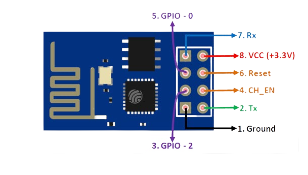 5. GPIO - 0
7. Rx
8. VCC (+3.3V)
6. Reset
4. CH_EN
2. Tx
1. Ground
3. GPIO - 2